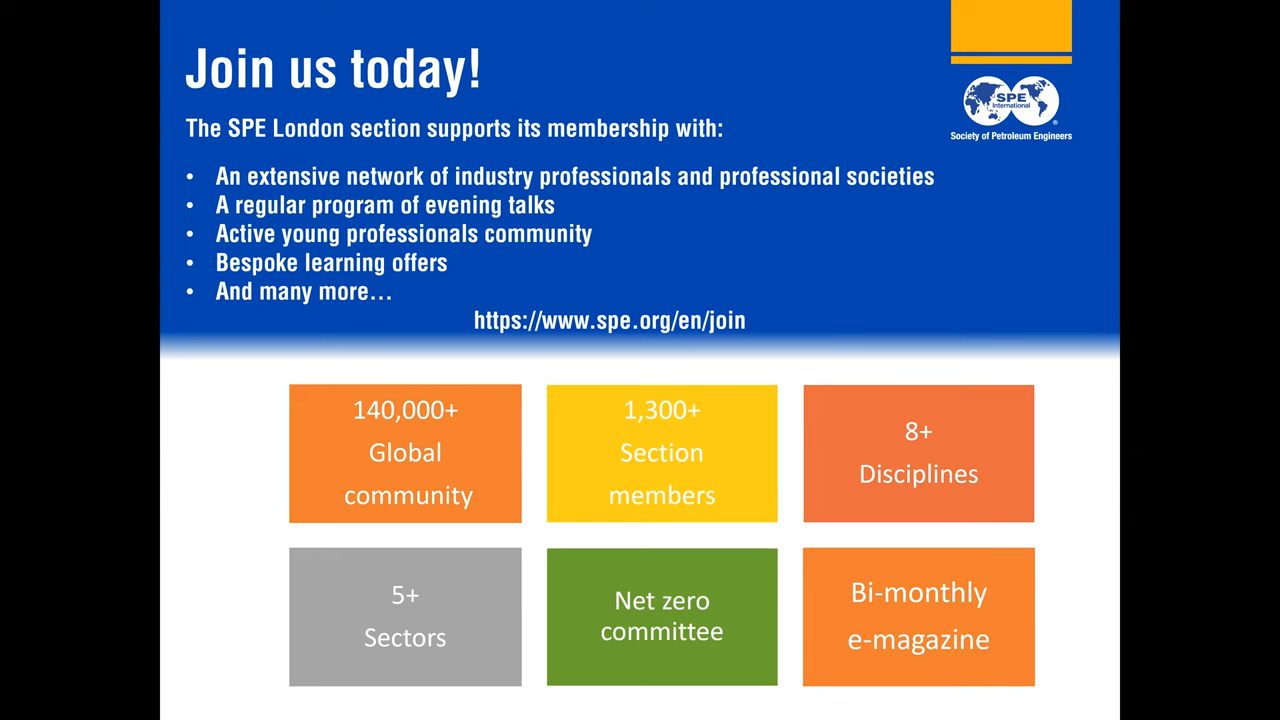 Join us today!
SPE
International
®
Society of Petroleum Engineers
The SPE London section supports its membership with:
• An extensive network of industry professionals and professional societies
• A regular program of evening talks
• Active young professionals community
• Bespoke learning offers
• And many more...
https://www.spe.org/en/join
140,000+
Global
community
1,300+
Section
members
8+
Disciplines
5+
Sectors
Net zero
committee
Bi-monthly
e-magazine